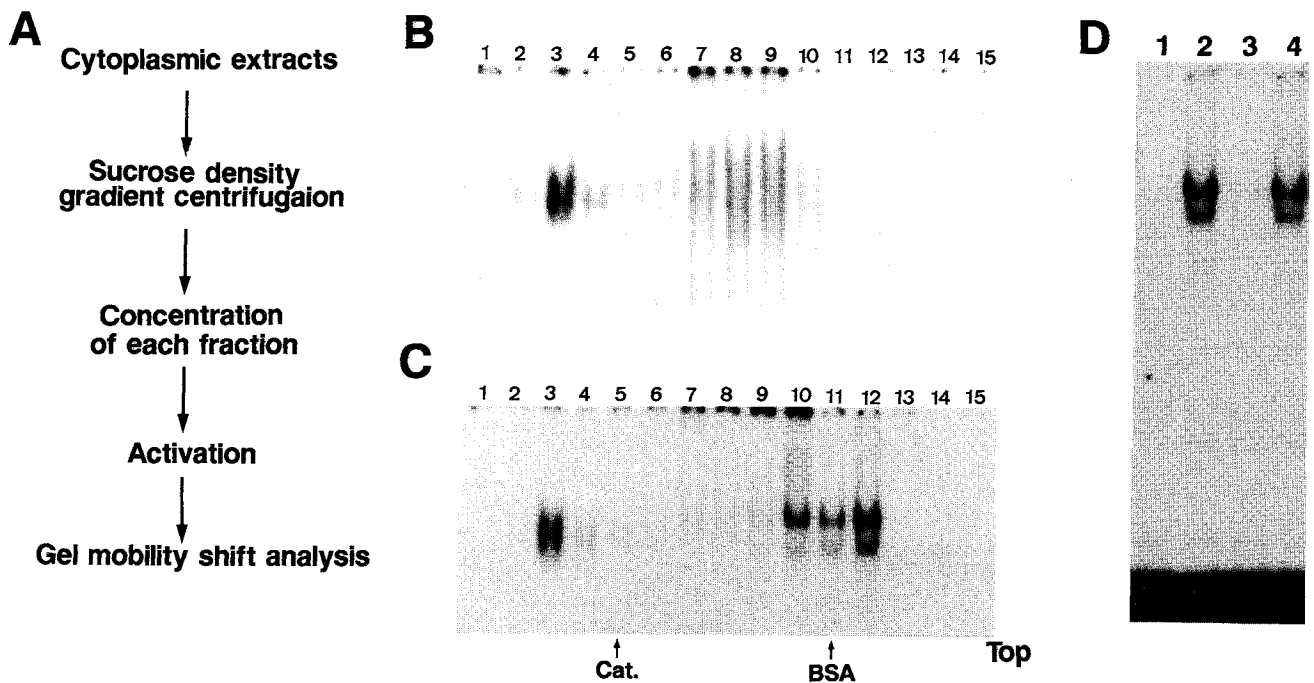 A
Cytoplasmic extracts
Sucrose density
gradient centrifugaion
Concentration
of each fraction
Activation
Gel mobility shift analysis
B
1 2 3 4 5 6 7 8 9 10 11 12 13 14 15
C
1 2 3 4 5 6 7 8 9 10 11 12 13 14 15
Cat.
BSA
Top
D
1 2 3 4